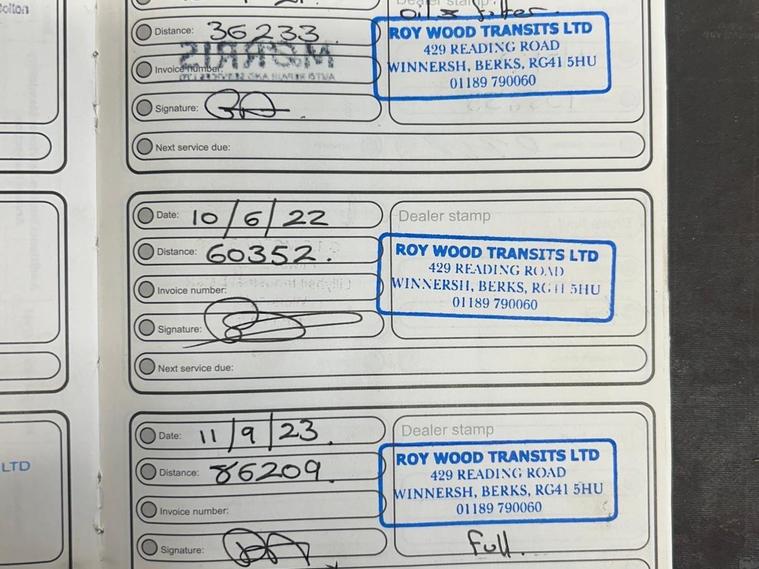 oil & filter.
Distance: 36233
ROY WOOD TRANSITS LTD
429 READING ROAD
WINNERSH, BERKS, RG41 5HU
01189 790060
Invoice number:
Signature:
Next service due:
Date: 10/6/22
Dealer stamp
Distance: 60352.
ROY WOOD TRANSITS LTD
429 READING ROAD
WINNERSH, BERKS, RG41 5HU
01189 790060
Invoice number:
Signature:
Next service due:
Date: 11/9/23.
Dealer stamp
Distance: 86209.
ROY WOOD TRANSITS LTD
429 READING ROAD
WINNERSH, BERKS, RG41 5HU
01189 790060
Invoice number:
Signature:
Full.
LTD